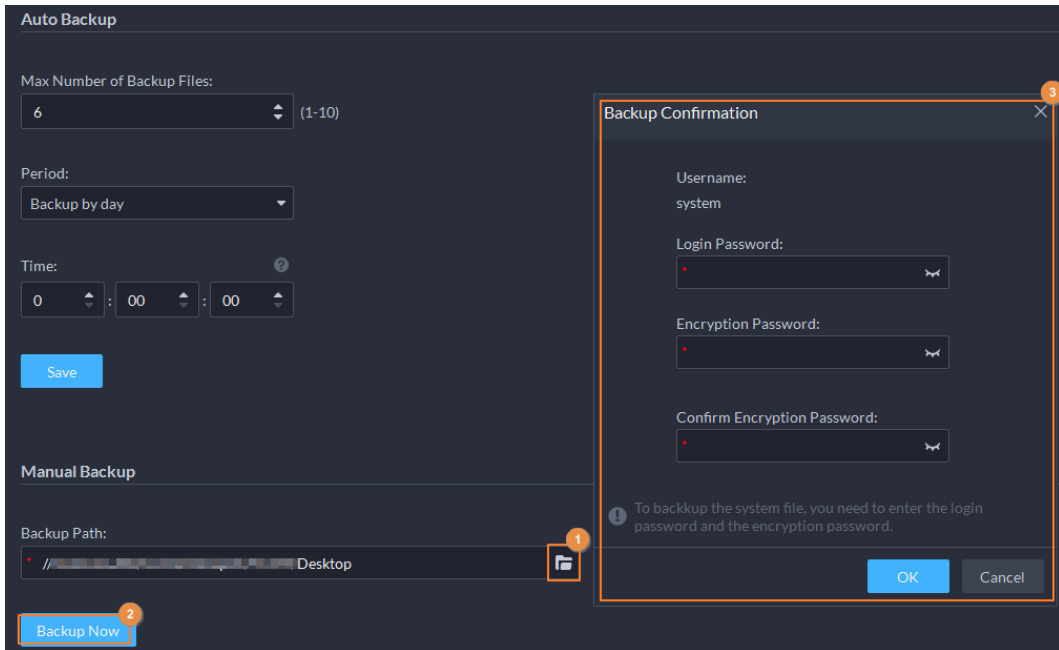 Auto Backup
Max Number of Backup Files:
6 (1-10)
Period:
Backup by day
Time: ?
0 : 00 : 00
Save
Manual Backup
Backup Path:
* // Desktop
1
2
Backup Now
3
Backup Confirmation
Username:
system
Login Password:
*
Encryption Password:
*
Confirm Encryption Password:
*
! To backkup the system file, you need to enter the login
password and the encryption password.
OK Cancel